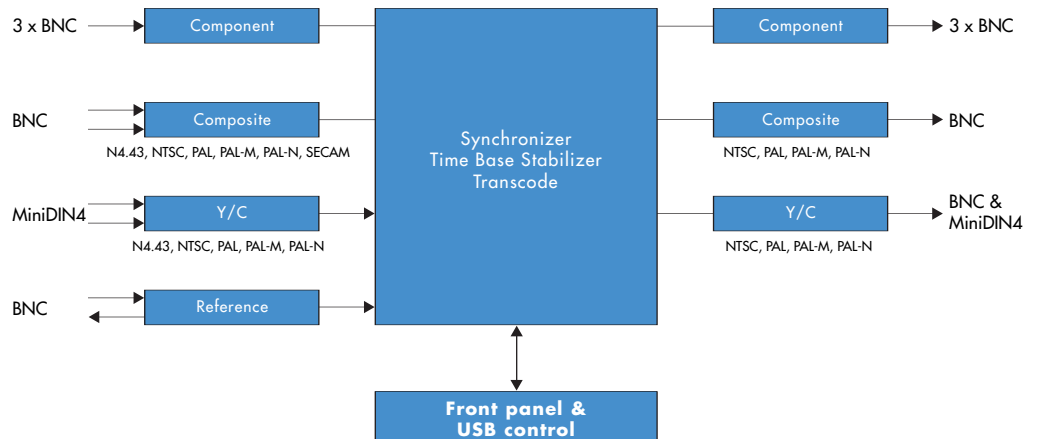 3 x BNC
Component
Component
3 x BNC
BNC
Composite
N4.43, NTSC, PAL, PAL-M, PAL-N, SECAM
Synchronizer
Time Base Stabilizer
Transcode
Composite
NTSC, PAL, PAL-M, PAL-N
BNC
MiniDIN4
Y/C
N4.43, NTSC, PAL, PAL-M, PAL-N
Y/C
NTSC, PAL, PAL-M, PAL-N
BNC &
MiniDIN4
BNC
Reference
Front panel &
USB control